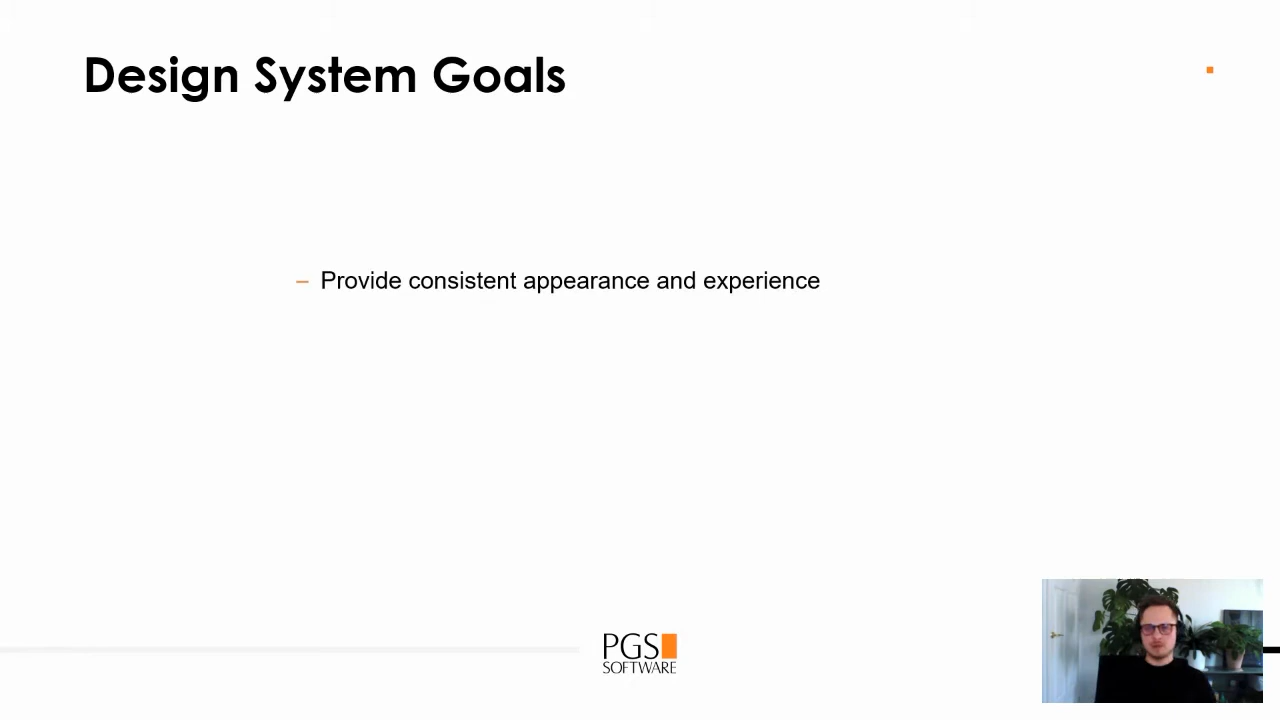 Design System Goals
– Provide consistent appearance and experience
PGS
SOFTWARE